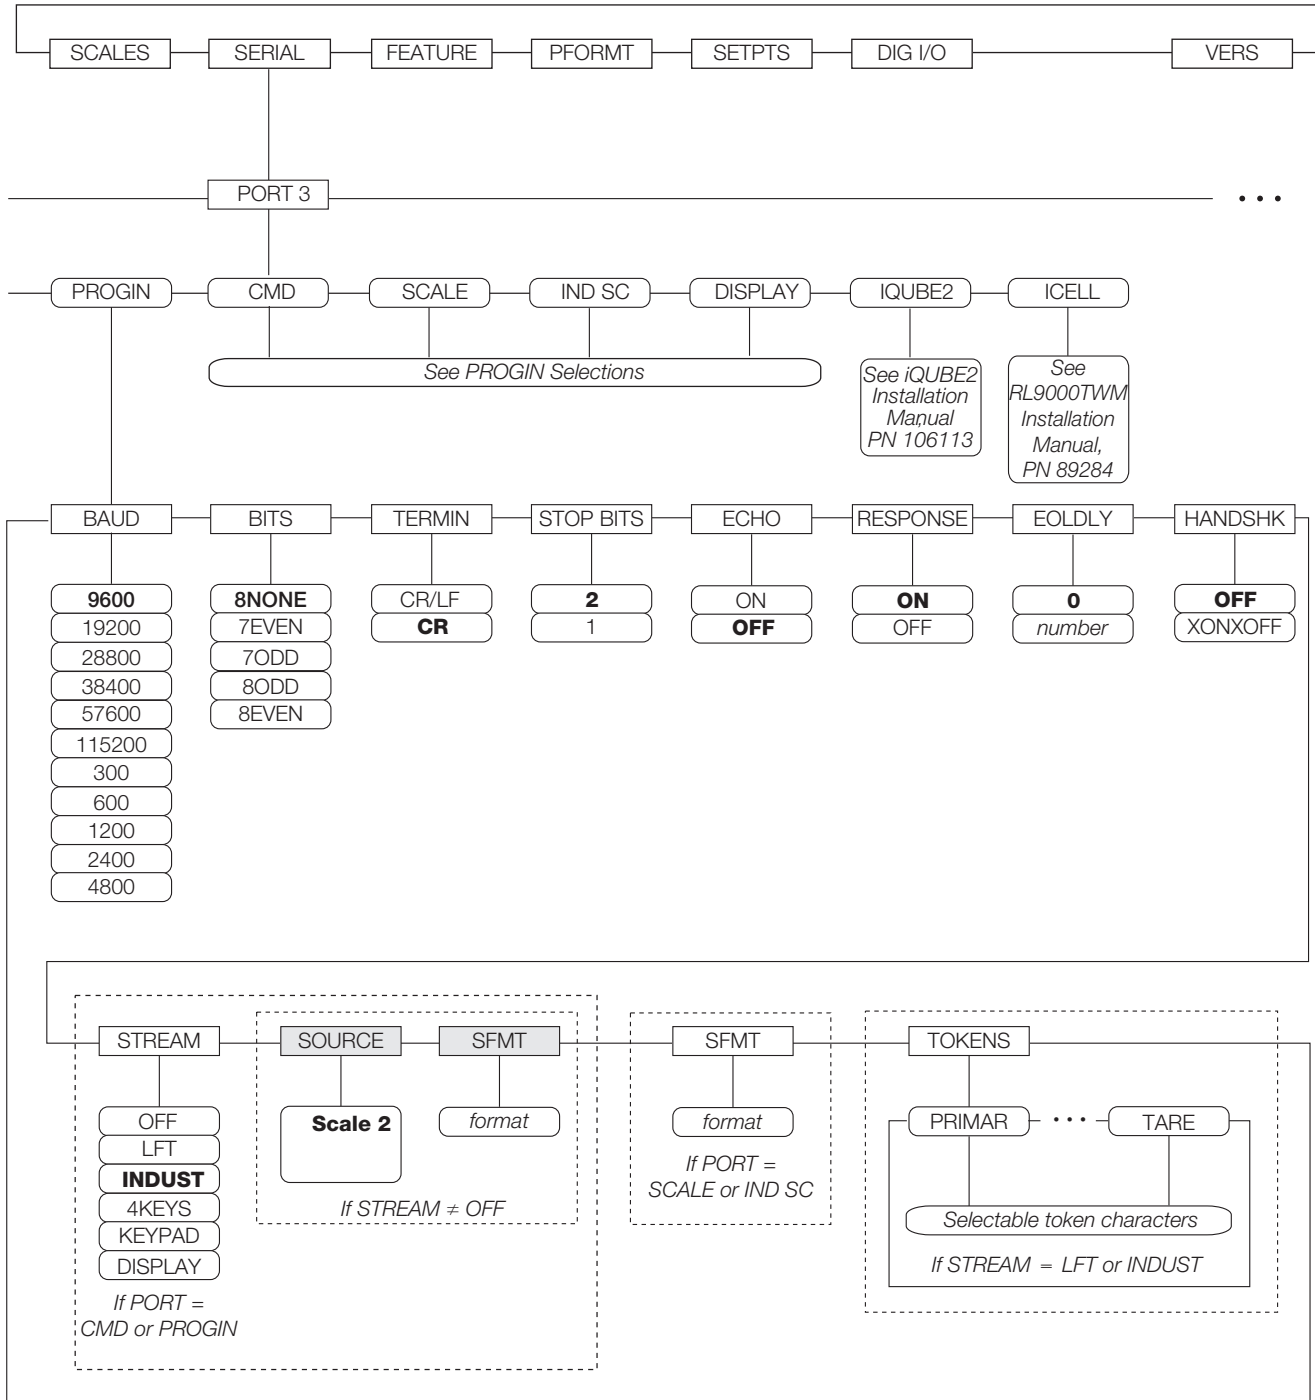 SCALES SERIAL FEATURE PFORMT SETPTS DIG I/O VERS
PORT 3
• • •
PROGIN CMD SCALE IND SC DISPLAY IQUBE2 ICELL
See PROGIN Selections
See iQUBE2
Installation
Manual,
PN 106113
See
RL9000TWM
Installation
Manual,
PN 89284
BAUD BITS TERMIN STOP BITS ECHO RESPONSE EOLDLY HANDSHK
9600 8NONE CR/LF 2 ON ON 0 OFF
19200 7EVEN CR 1 OFF OFF number XONXOFF
28800 7ODD
38400 8ODD
57600 8EVEN
115200
300
600
1200
2400
4800
STREAM SOURCE SFMT SFMT TOKENS
OFF Scale 2 format format PRIMAR • • • TARE
LFT
INDUST
4KEYS
KEYPAD
DISPLAY
If PORT =
CMD or PROGIN
If STREAM ≠ OFF
If PORT =
SCALE or IND SC
Selectable token characters
If STREAM = LFT or INDUST